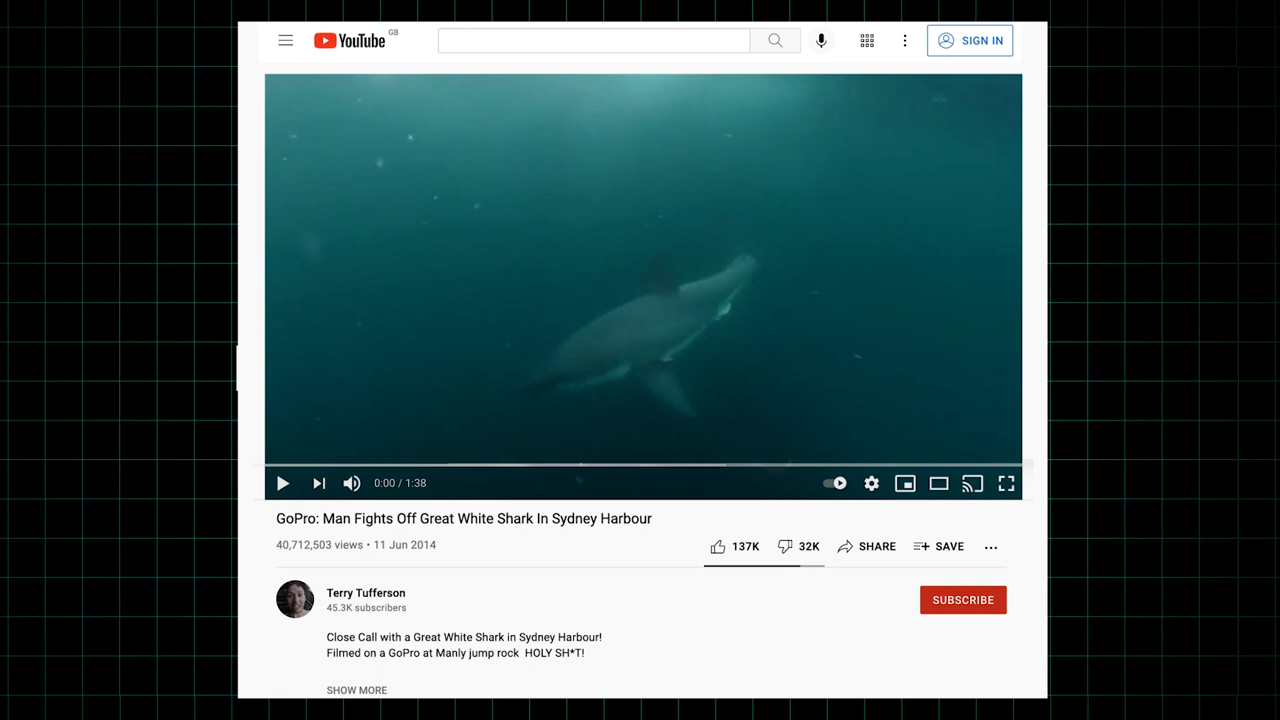 YouTube GB
SIGN IN
0:00 / 1:38
GoPro: Man Fights Off Great White Shark In Sydney Harbour
40,712,503 views • 11 Jun 2014
137K 32K SHARE SAVE
Terry Tufferson
45.3K subscribers
SUBSCRIBE
Close Call with a Great White Shark in Sydney Harbour!
Filmed on a GoPro at Manly jump rock HOLY SH*T!
SHOW MORE